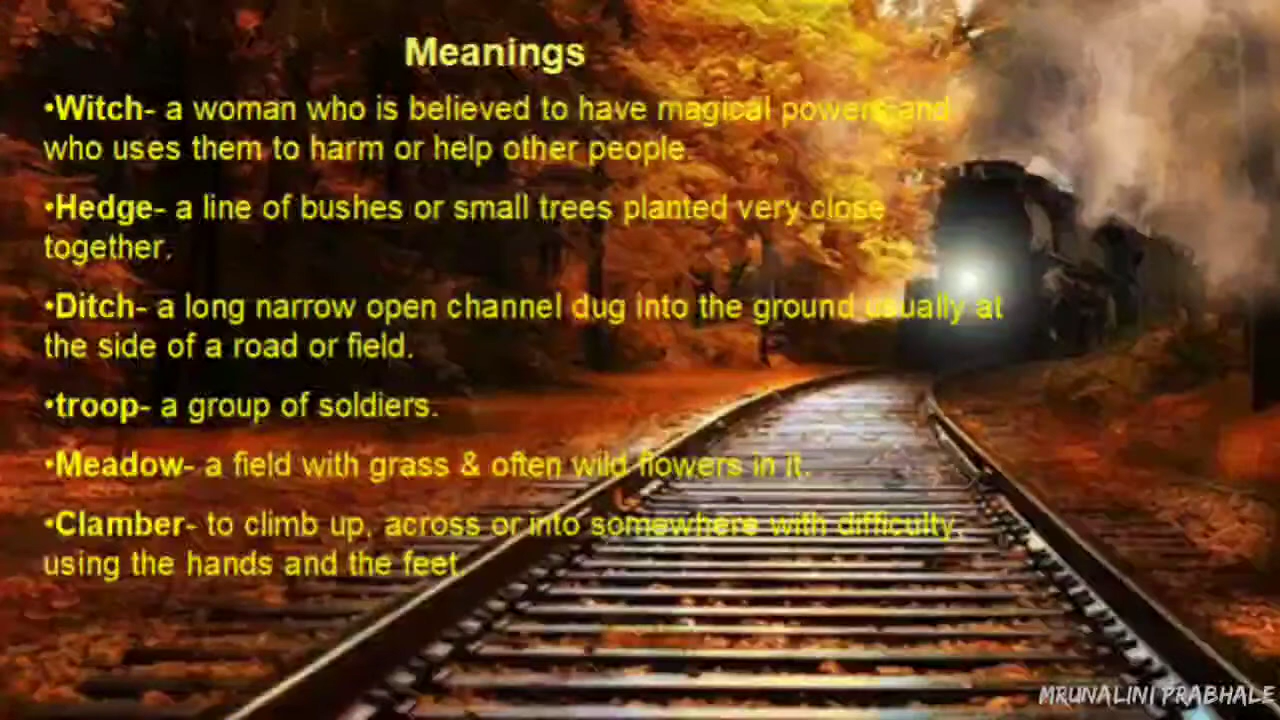 Meanings
•Witch- a woman who is believed to have magical powers and
who uses them to harm or help other people.
•Hedge- a line of bushes or small trees planted very close
together.
•Ditch- a long narrow open channel dug into the ground usually at
the side of a road or field.
•troop- a group of soldiers.
•Meadow- a field with grass & often wild flowers in it.
•Clamber- to climb up, across or into somewhere with difficulty,
using the hands and the feet.
MRUNALINI PRABHALE